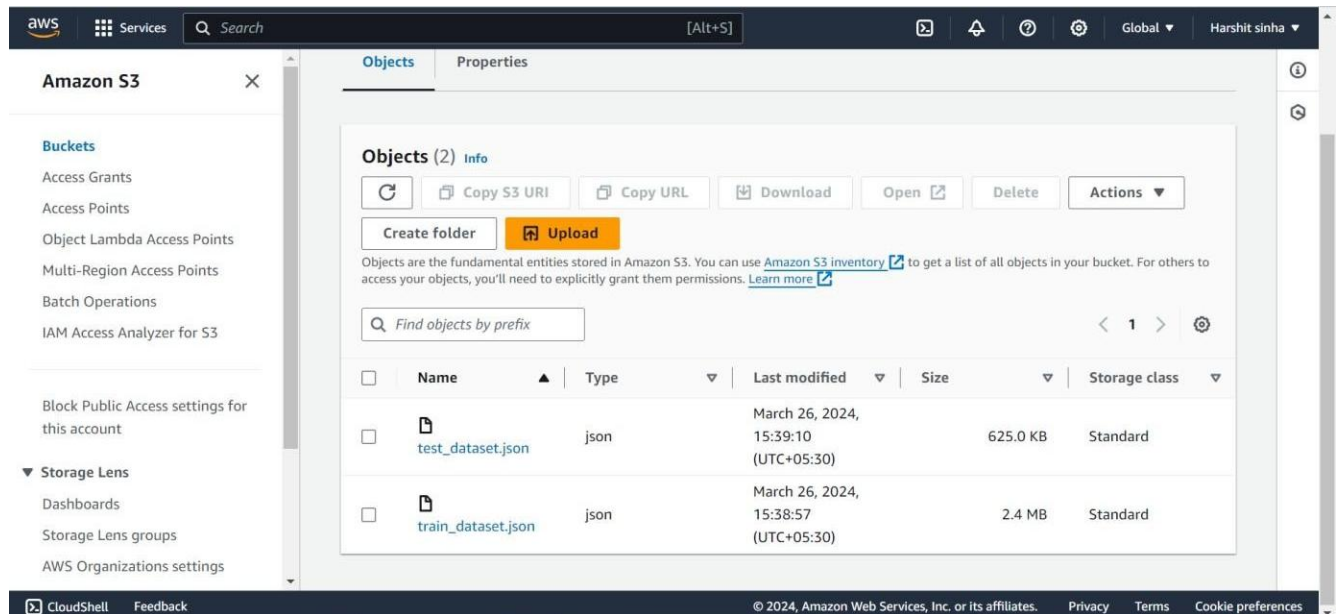 aws
Services
Search
[Alt+S]
Global
Harshit sinha
Amazon S3
Buckets
Access Grants
Access Points
Object Lambda Access Points
Multi-Region Access Points
Batch Operations
IAM Access Analyzer for S3
Block Public Access settings for
this account
Storage Lens
Dashboards
Storage Lens groups
AWS Organizations settings
Objects
Properties
Objects (2) Info
Copy S3 URI
Copy URL
Download
Open
Delete
Actions
Create folder
Upload
Objects are the fundamental entities stored in Amazon S3. You can use Amazon S3 inventory to get a list of all objects in your bucket. For others to
access your objects, you'll need to explicitly grant them permissions. Learn more
Find objects by prefix
1
Name
Type
Last modified
Size
Storage class
test_dataset.json
json
March 26, 2024,
15:39:10
(UTC+05:30)
625.0 KB
Standard
train_dataset.json
json
March 26, 2024,
15:38:57
(UTC+05:30)
2.4 MB
Standard
CloudShell
Feedback
© 2024, Amazon Web Services, Inc. or its affiliates.
Privacy
Terms
Cookie preferences